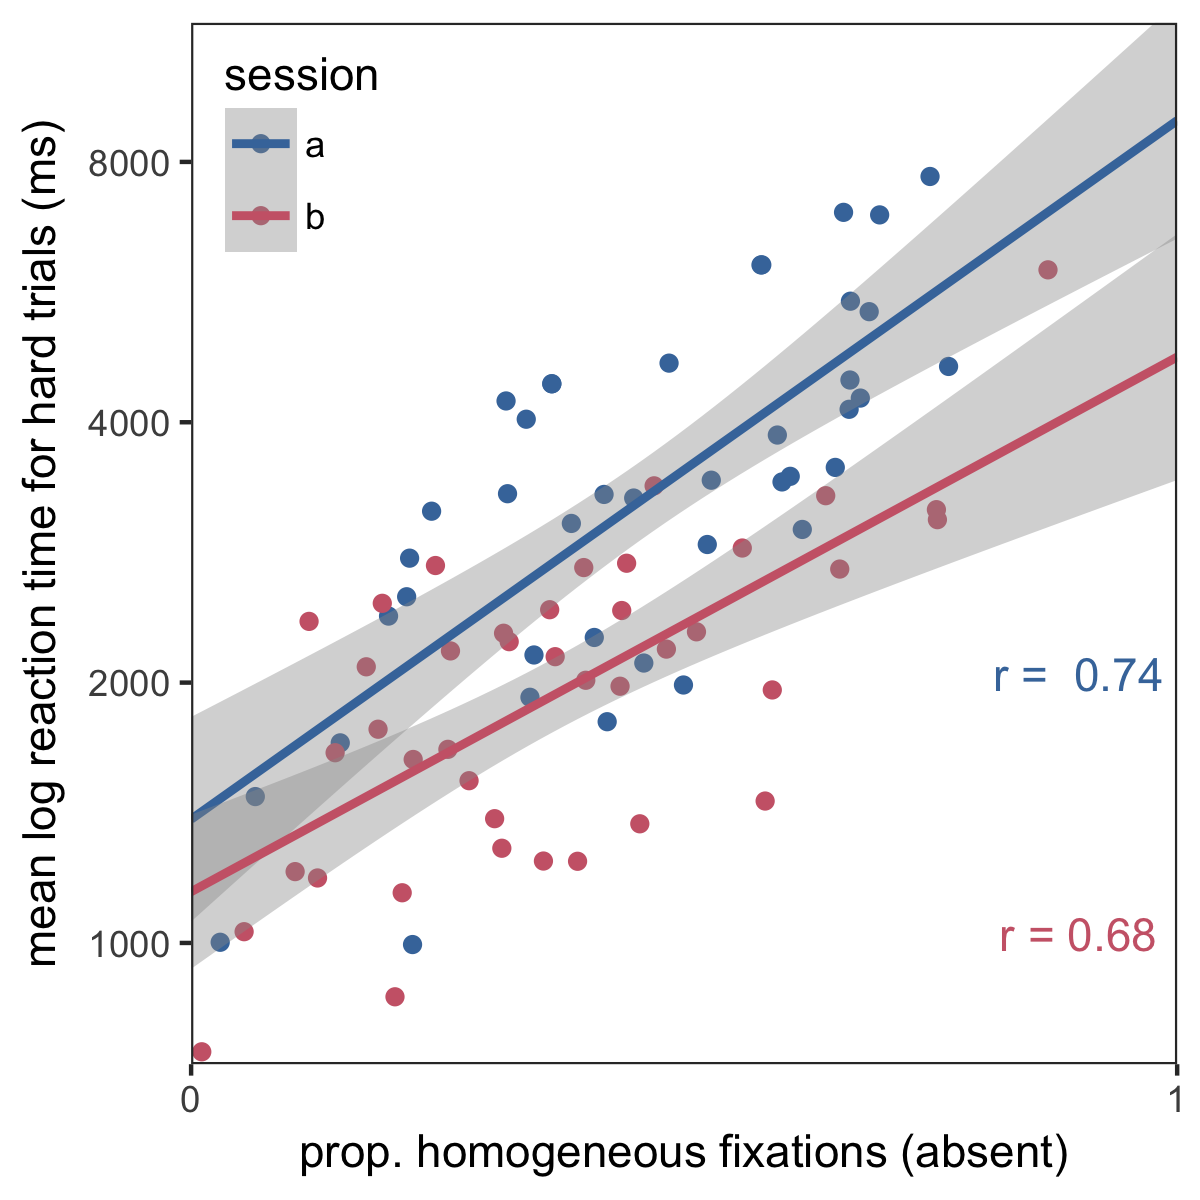 session
a
b
mean log reaction time for hard trials (ms)
8000
4000
2000
1000
r =  0.74
r = 0.68
0
1
prop. homogeneous fixations (absent)